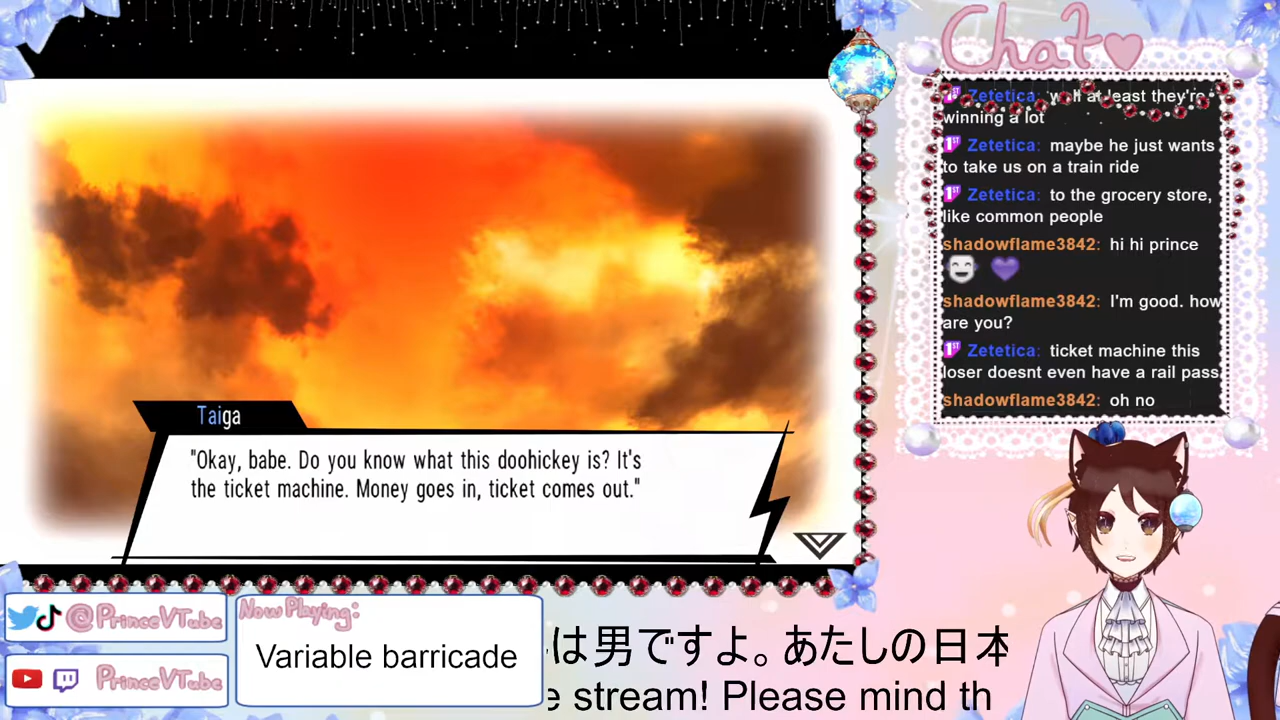 Chat
Zetetica: well at least they're
winning a lot
Zetetica: maybe he just wants
to take us on a train ride
Zetetica: to the grocery store,
like common people
shadowflame3842: hi hi prince
shadowflame3842: I'm good. how
are you?
Zetetica: ticket machine this
loser doesnt even have a rail pass
shadowflame3842: oh no
Taiga
"Okay, babe. Do you know what this doohickey is? It's
the ticket machine. Money goes in, ticket comes out."
@PrinceVTube
PrinceVTube
Now Playing:
Variable barricade
は男ですよ。あたしの日本
e stream! Please mind th